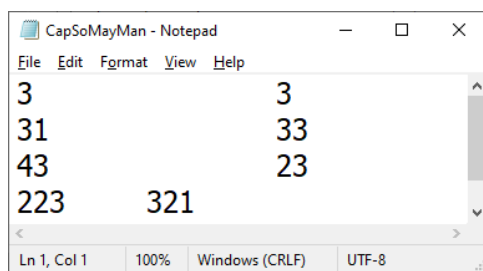 CapSoMayMan - Notepad
File Edit Format View Help
3 3
31 33
43 23
223 321
Ln 1, Col 1 100% Windows (CRLF) UTF-8